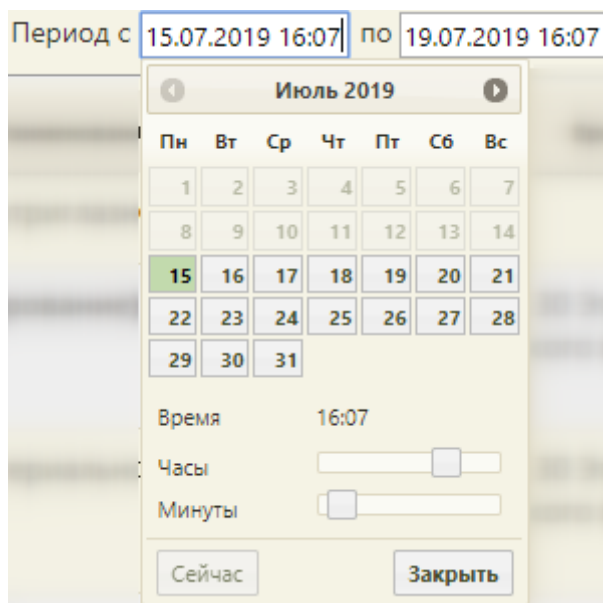 Период с 15.07.2019 16:07 по 19.07.2019 16:07
Июль 2019
Пн Вт Ср Чт Пт Сб Вс
1 2 3 4 5 6 7
8 9 10 11 12 13 14
15 16 17 18 19 20 21
22 23 24 25 26 27 28
29 30 31
Время 16:07
Часы
Минуты
Сейчас Закрыть